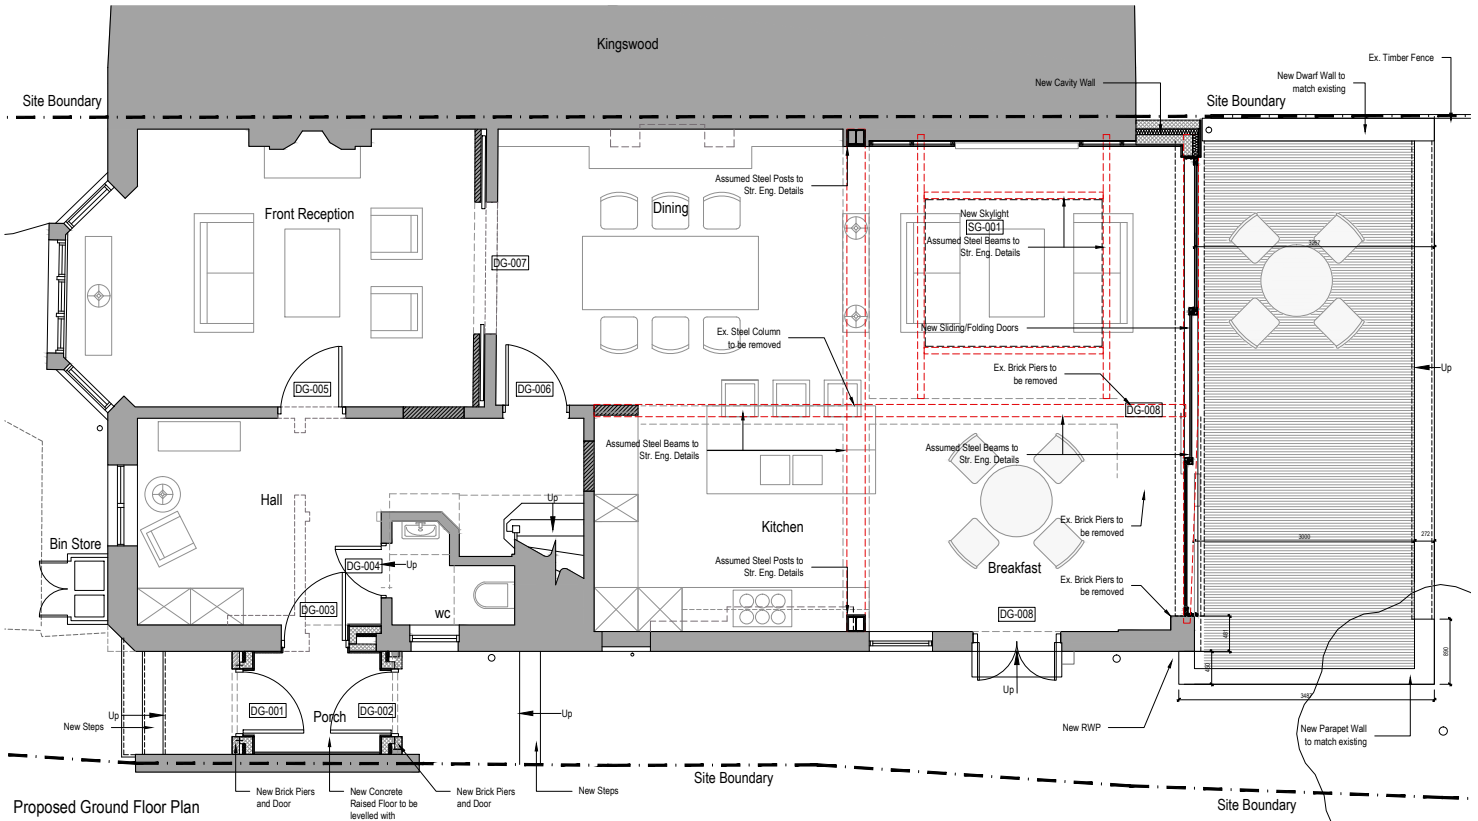 Kingswood
Ex. Timber Fence
New Cavity Wall
New Dwarf Wall to
match existing
Site Boundary
Site Boundary
Assumed Steel Posts to
Str. Eng. Details
Front Reception
Dining
New Skylight
SG-001
Assumed Steel Beams to
Str. Eng. Details
DG-007
Ex. Steel Column
to be removed
New Sliding/Folding Doors
Ex. Brick Piers to
be removed
Up
DG-005
DG-006
DG-008
Assumed Steel Beams to
Str. Eng. Details
Assumed Steel Beams to
Str. Eng. Details
Hall
Up
Kitchen
Ex. Brick Piers to
be removed
3000
272
Bin Store
DG-004
Up
Assumed Steel Posts to
Str. Eng. Details
Breakfast
Ex. Brick Piers to
be removed
DG-003
WC
DG-008
481
450
890
Up
3487
DG-001
Porch
DG-002
Up
New Steps
Up
New RWP
New Parapet Wall
to match existing
Site Boundary
Site Boundary
New Brick Piers
and Door
New Concrete
Raised Floor to be
levelled with
New Brick Piers
and Door
New Steps
Proposed Ground Floor Plan